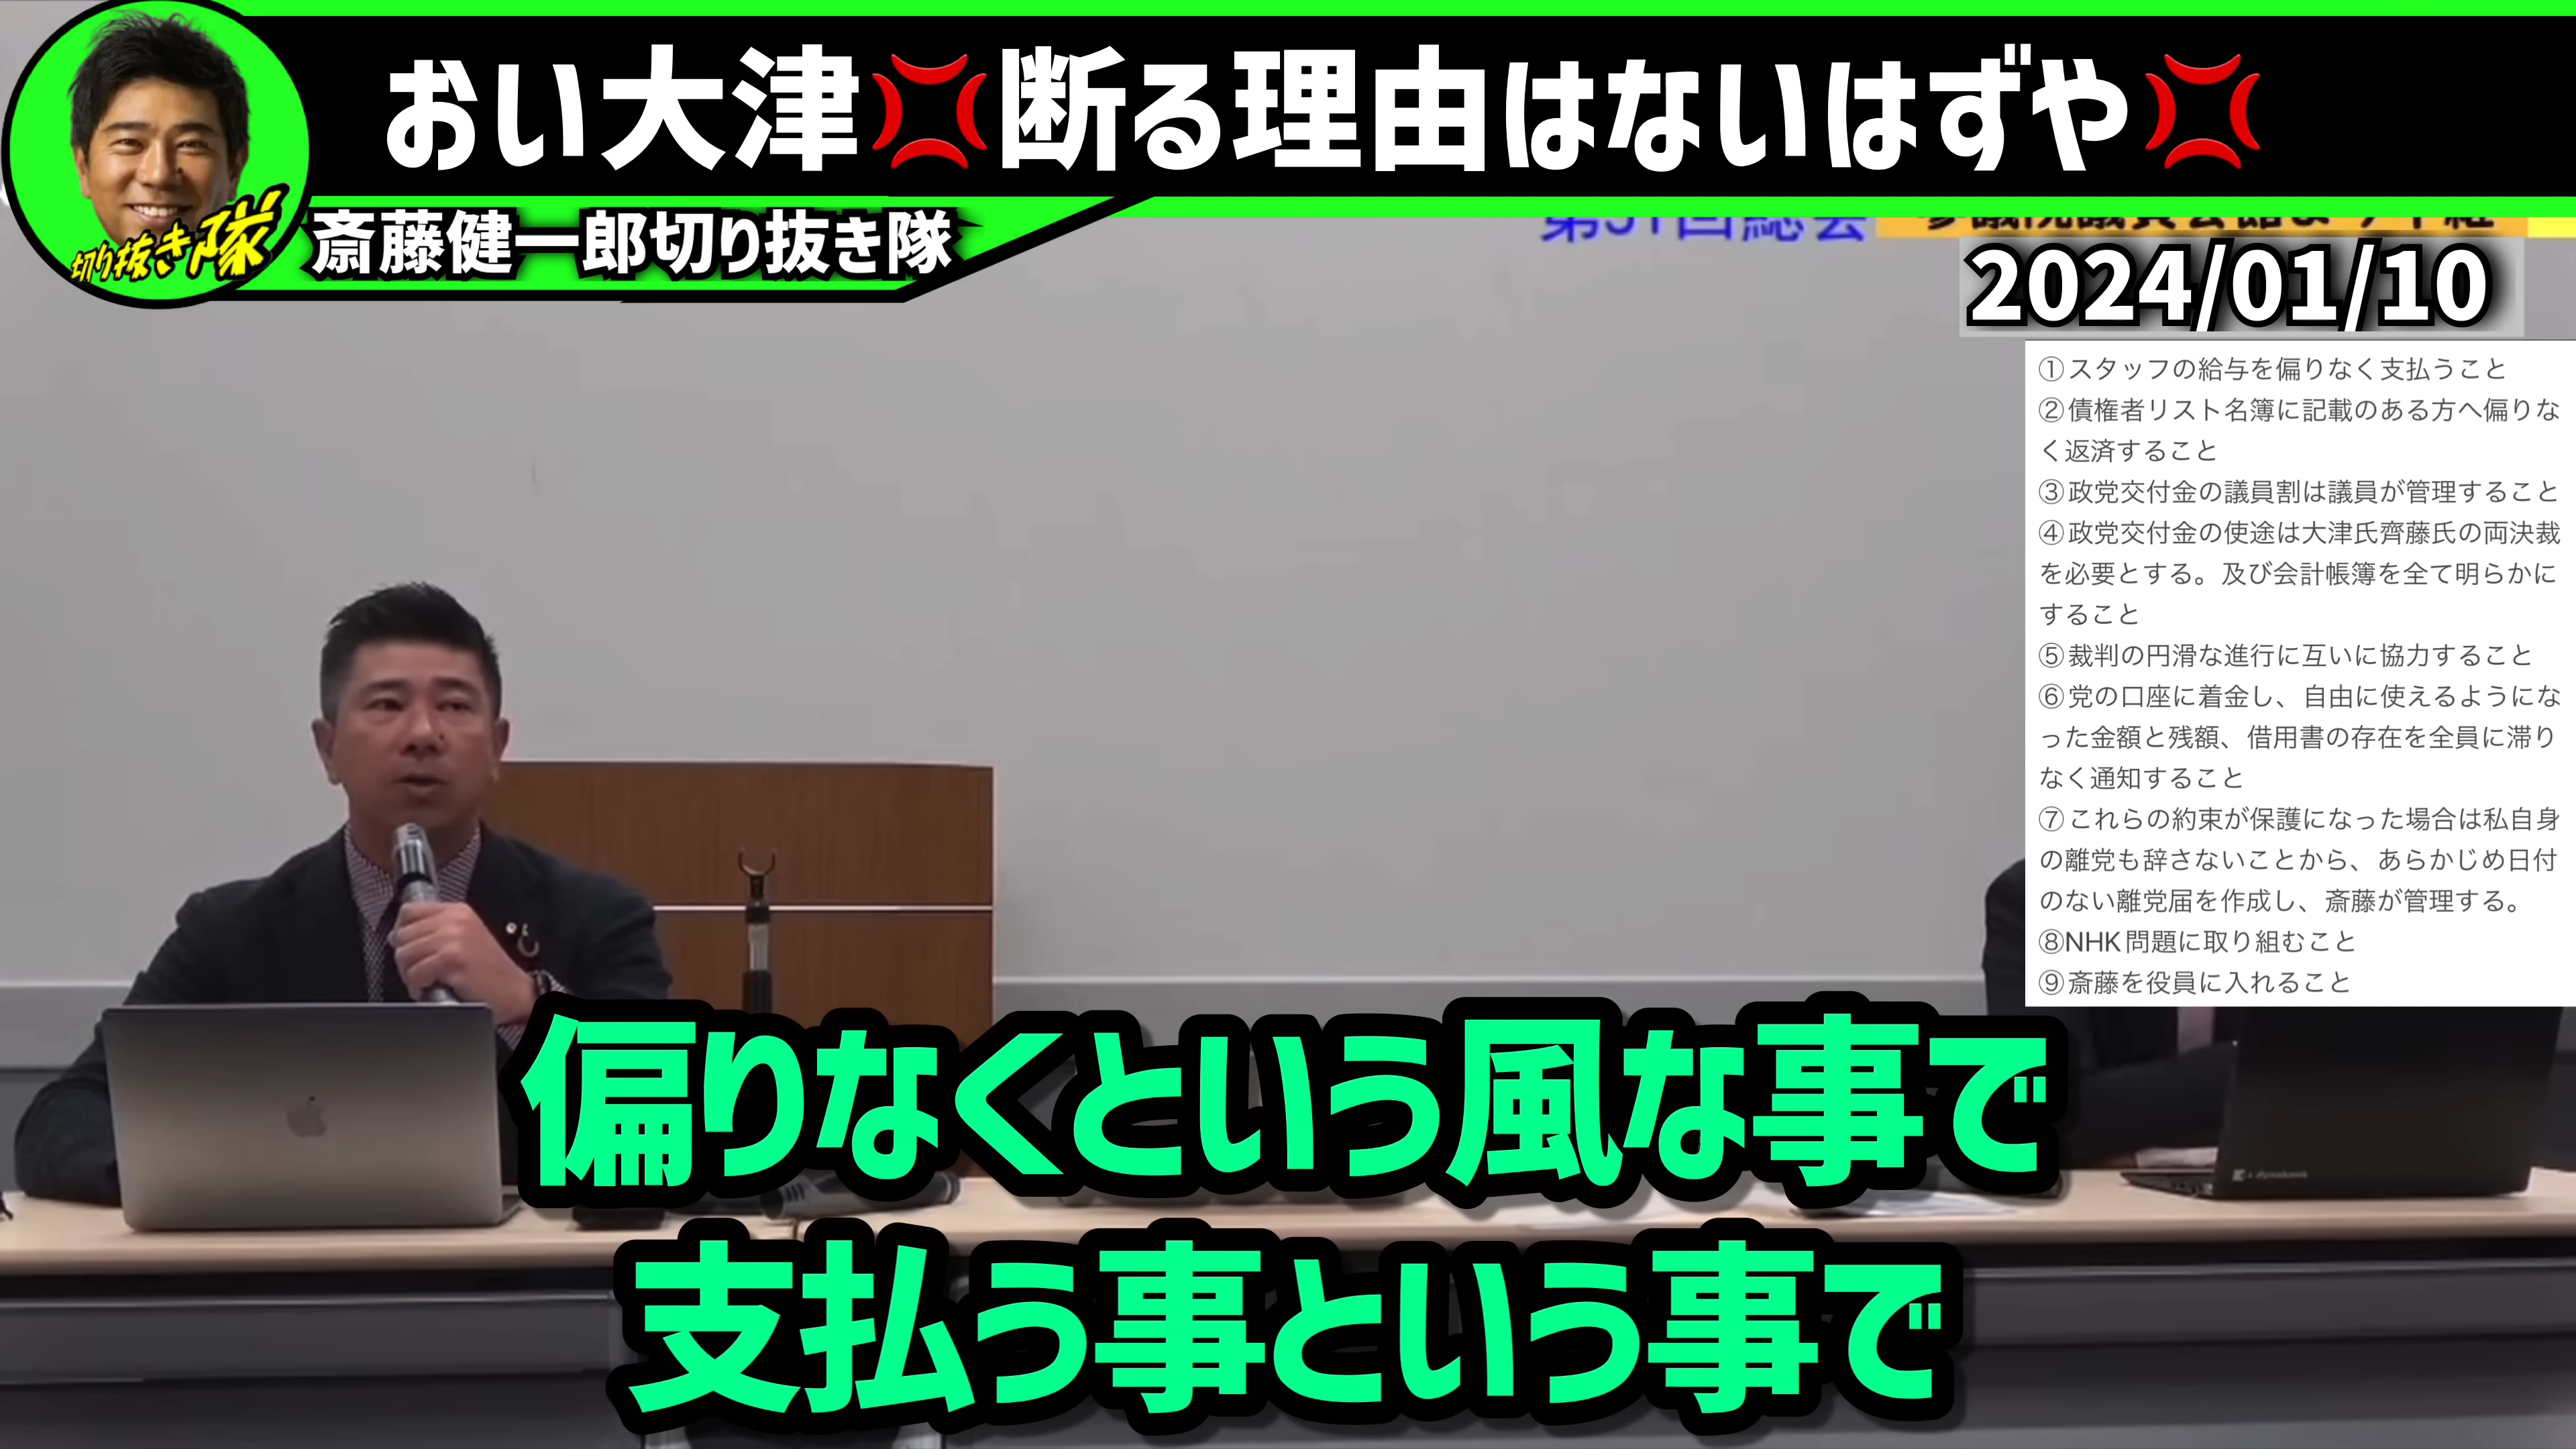 おい大津💢断る理由はないはずや💢
切り抜き隊
斎藤健一郎切り抜き隊
2024/01/10
①スタッフの給与を偏りなく支払うこと
②債権者リスト名簿に記載のある方へ偏りな
く返済すること
③政党交付金の議員割は議員が管理すること
④政党交付金の使途は大津氏齊藤氏の両決裁
を必要とする。及び会計帳簿を全て明らかに
すること
⑤裁判の円滑な進行に互いに協力すること
⑥党の口座に着金し、自由に使えるようにな
った金額と残額、借用書の存在を全員に滞り
なく通知すること
⑦これらの約束が保護になった場合は私自身
の離党も辞さないことから、あらかじめ日付
のない離党届を作成し、斎藤が管理する。
⑧NHK問題に取り組むこと
⑨斎藤を役員に入れること
偏りなくという風な事で
支払う事という事で
dynabook